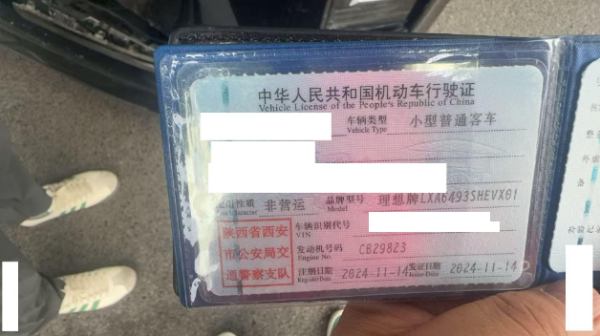 中华人民共和国机动车行驶证
Vehicle License of the People's Republic of China
车辆类型 小型普通客车
Vehicle Type
使用性质 非营运 品牌型号 理想牌LXA6493SHEVX61
Model
车辆识别代号
VIN
发动机号码 CB29823
Engine No.
注册日期 2024-11-14 发证日期 2024-11-14
Register Date Issue Date
陕西省西安
市公安局交
通警察支队